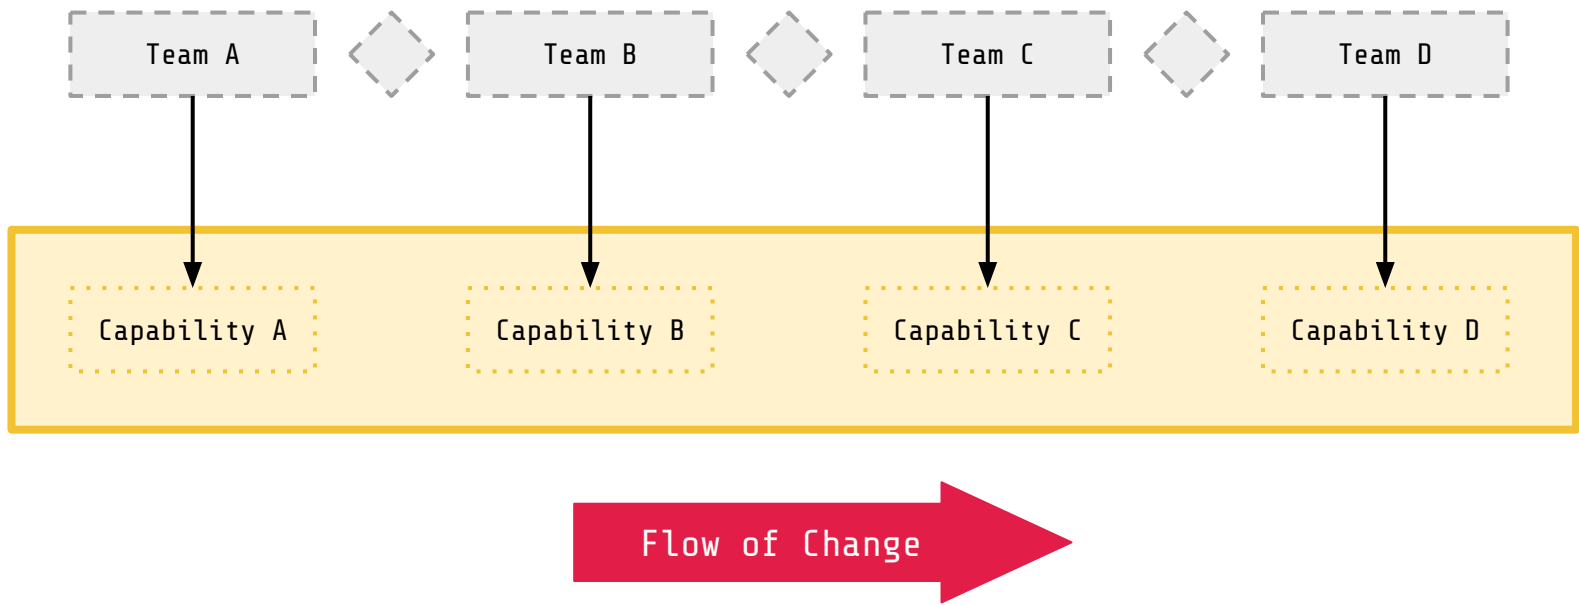 Team A
Team B
Team C
Team D
Capability A
Capability B
Capability C
Capability D
Flow of Change